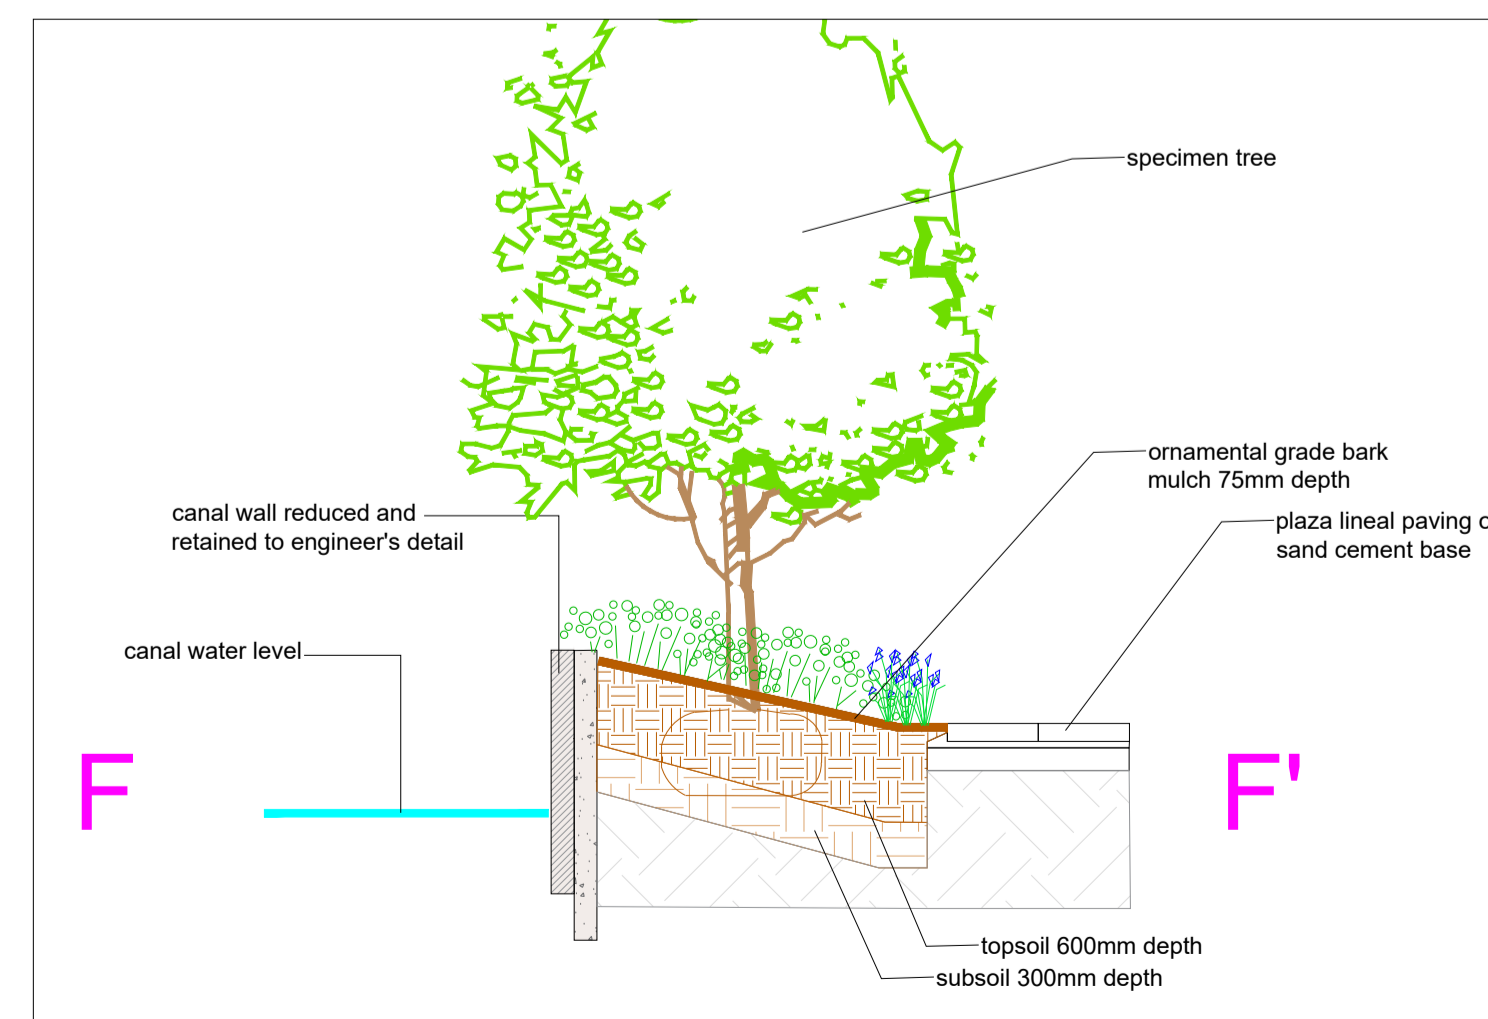 specimen tree
ornamental grade bark
mulch 75mm depth
canal wall reduced and
retained to engineer's detail
plaza lineal paving
sand cement base
canal water level
F
F'
topsoil 600mm depth
subsoil 300mm depth